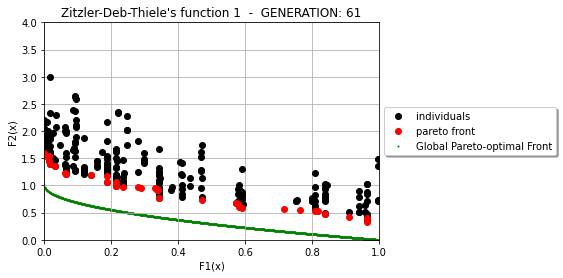 Zitzler-Deb-Thiele's function 1 - GENERATION: 61
4.0
3.5
3.0
2.5
2.0
1.5
1.0
0.5
0.0
F2(x)
0.0 0.2 0.4 0.6 0.8 1.0
F1(x)
individuals
pareto front
Global Pareto-optimal Front